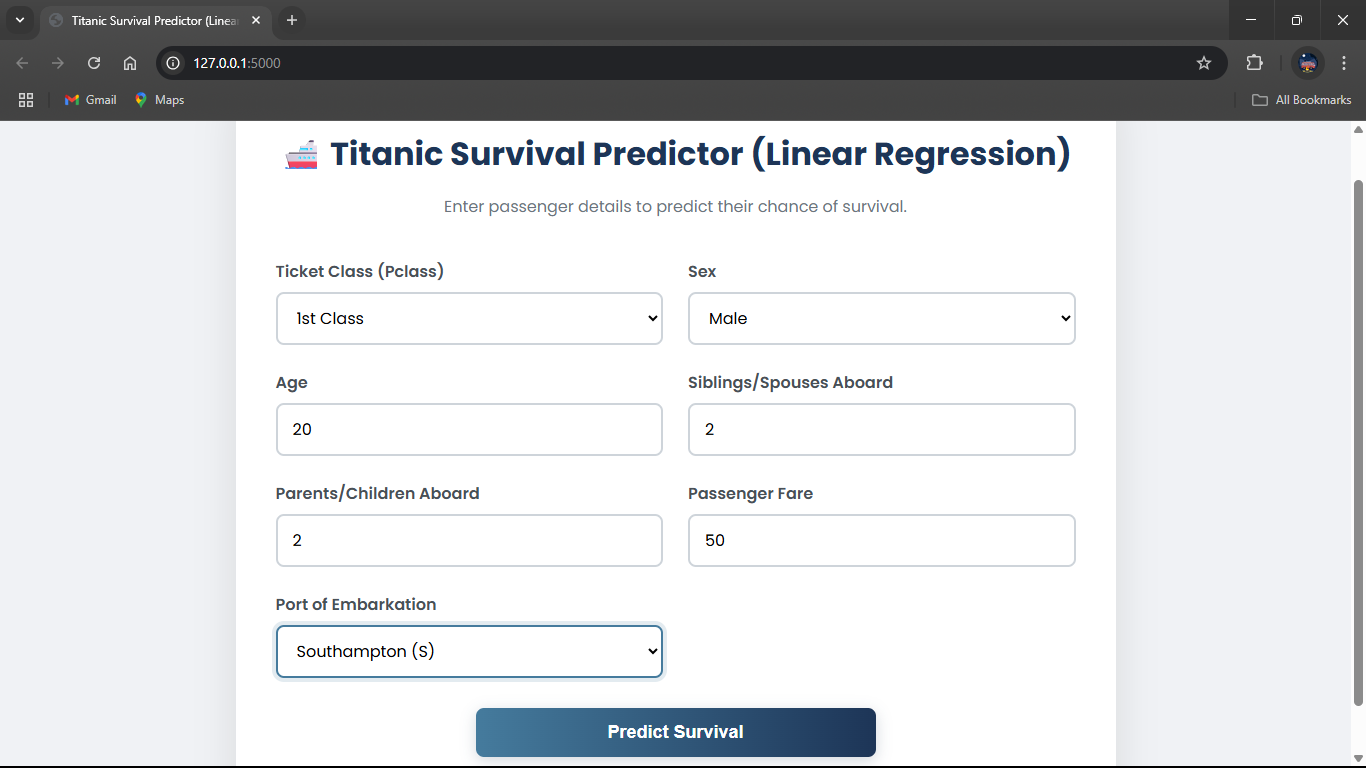 Titanic Survival Predictor (Linea
127.0.0.1:5000
Gmail
Maps
All Bookmarks
Titanic Survival Predictor (Linear Regression)
Enter passenger details to predict their chance of survival.
Ticket Class (Pclass)
Sex
1st Class
Male
Age
Siblings/Spouses Aboard
20
2
Parents/Children Aboard
Passenger Fare
2
50
Port of Embarkation
Southampton (S)
Predict Survival